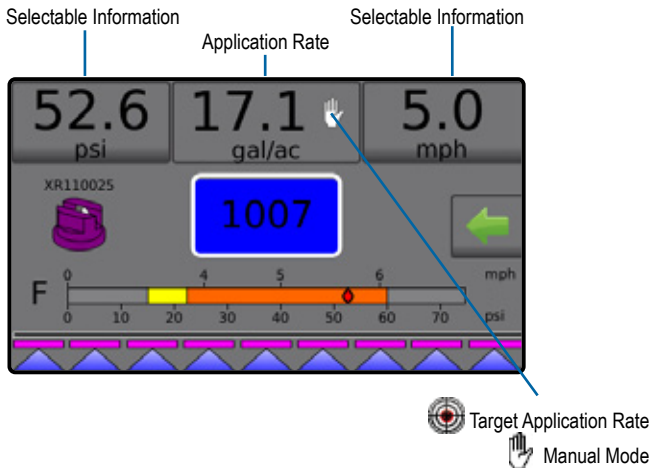 Selectable Information
Application Rate
Selectable Information
52.6
psi
17.1
gal/ac
5.0
mph
XR110025
1007
0 4 5 6 mph
F
0 10 20 30 40 50 60 70 psi
Target Application Rate
Manual Mode